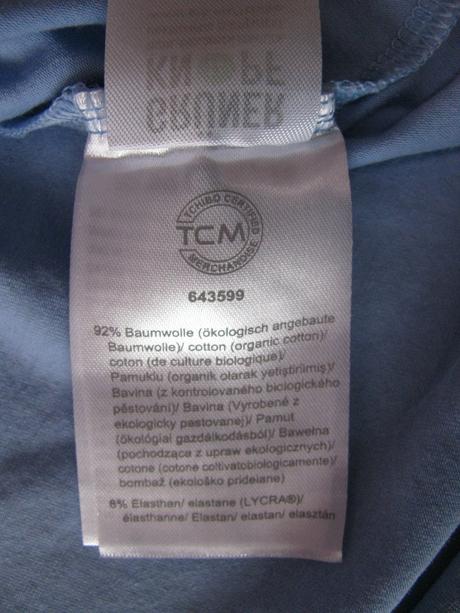 GRÜNER
KNOPF
TCHIBO CERTIFIED
TCM
MERCHANDISE
643599
92% Baumwolle (ökologisch angebaute
Baumwolle)/ cotton (organic cotton)/
coton (de culture biologique)/
Pamuklu (organik olarak yetiştirilmiş)/
Bavlna (z kontrolovaného biologického
pěstování)/ Bavlna (Vyrobené z
ekologicky pestovanej)/ Pamut
(ökológiai gazdálkodásból)/ Bawełna
(pochodząca z upraw ekologicznych)/
cotone (cotone coltivatobiologicamente)/
bombaž (ekološko pridelane)
8% Elasthan/ elastane (LYCRA®)/
élasthanne/ Elastan/ elastan/ elasztán